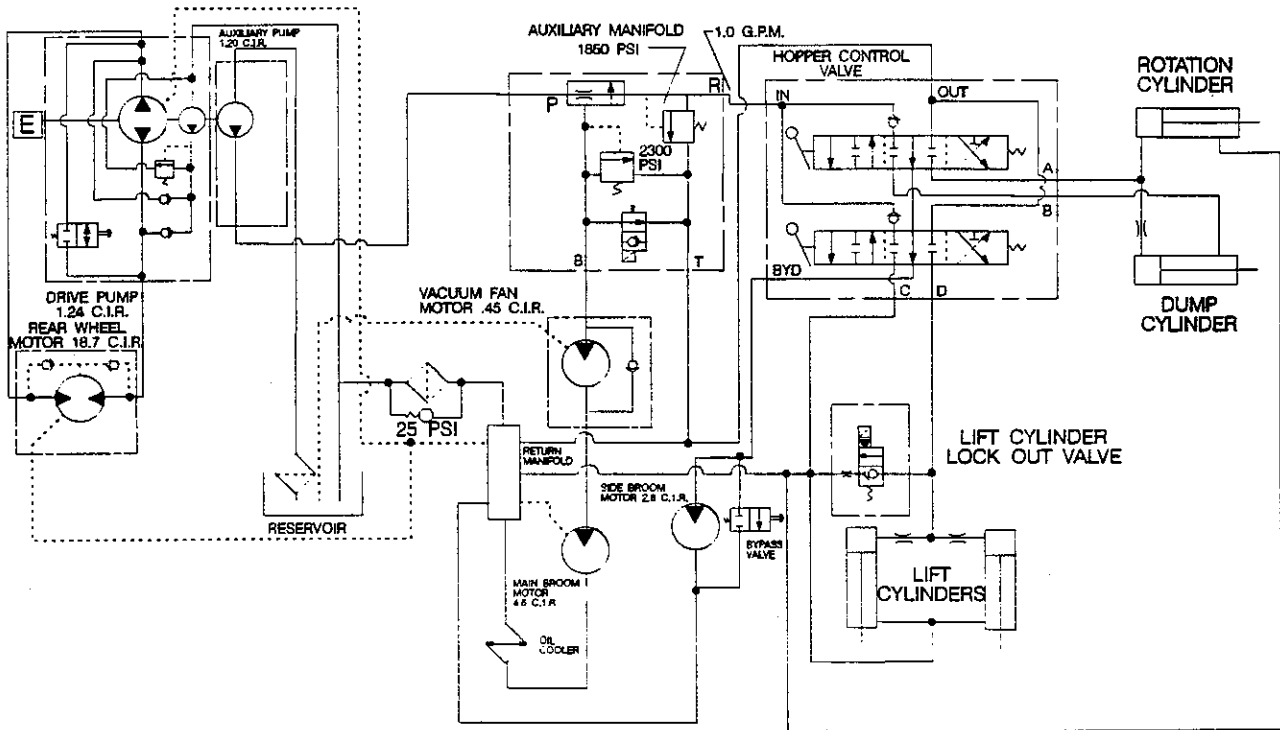 AUXILIARY PUMP
1.20 C.I.R.
E
DRIVE PUMP
1.24 C.I.R.
REAR WHEEL
MOTOR 18.7 C.I.R.
RESERVOIR
25 PSI
AUXILIARY MANIFOLD
1850 PSI
1.0 G.P.M.
P
R
2300
PSI
B
T
VACUUM FAN
MOTOR .45 C.I.R.
RETURN
MANIFOLD
SIDE BROOM
MOTOR 2.8 C.I.R.
MAIN BROOM
MOTOR
4.5 C.I.R.
OIL
COOLER
BYPASS
VALVE
HOPPER CONTROL
VALVE
IN
OUT
A
B
BYD
C
D
ROTATION
CYLINDER
DUMP
CYLINDER
LIFT CYLINDER
LOCK OUT VALVE
LIFT
CYLINDERS